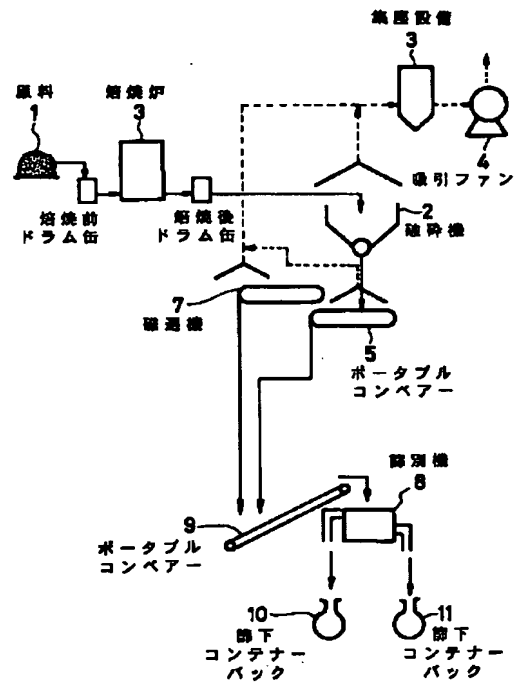 集座設備
3
原料
1
焙焼炉
3
4
吸引ファン
焙焼前
ドラム缶
焙焼後
ドラム缶
2
破砕機
7
磁選機
5
ポータブル
コンベアー
篩別機
8
9
ポータブル
コンベアー
10
篩下
コンテナー
バック
11
篩下
コンテナー
バック